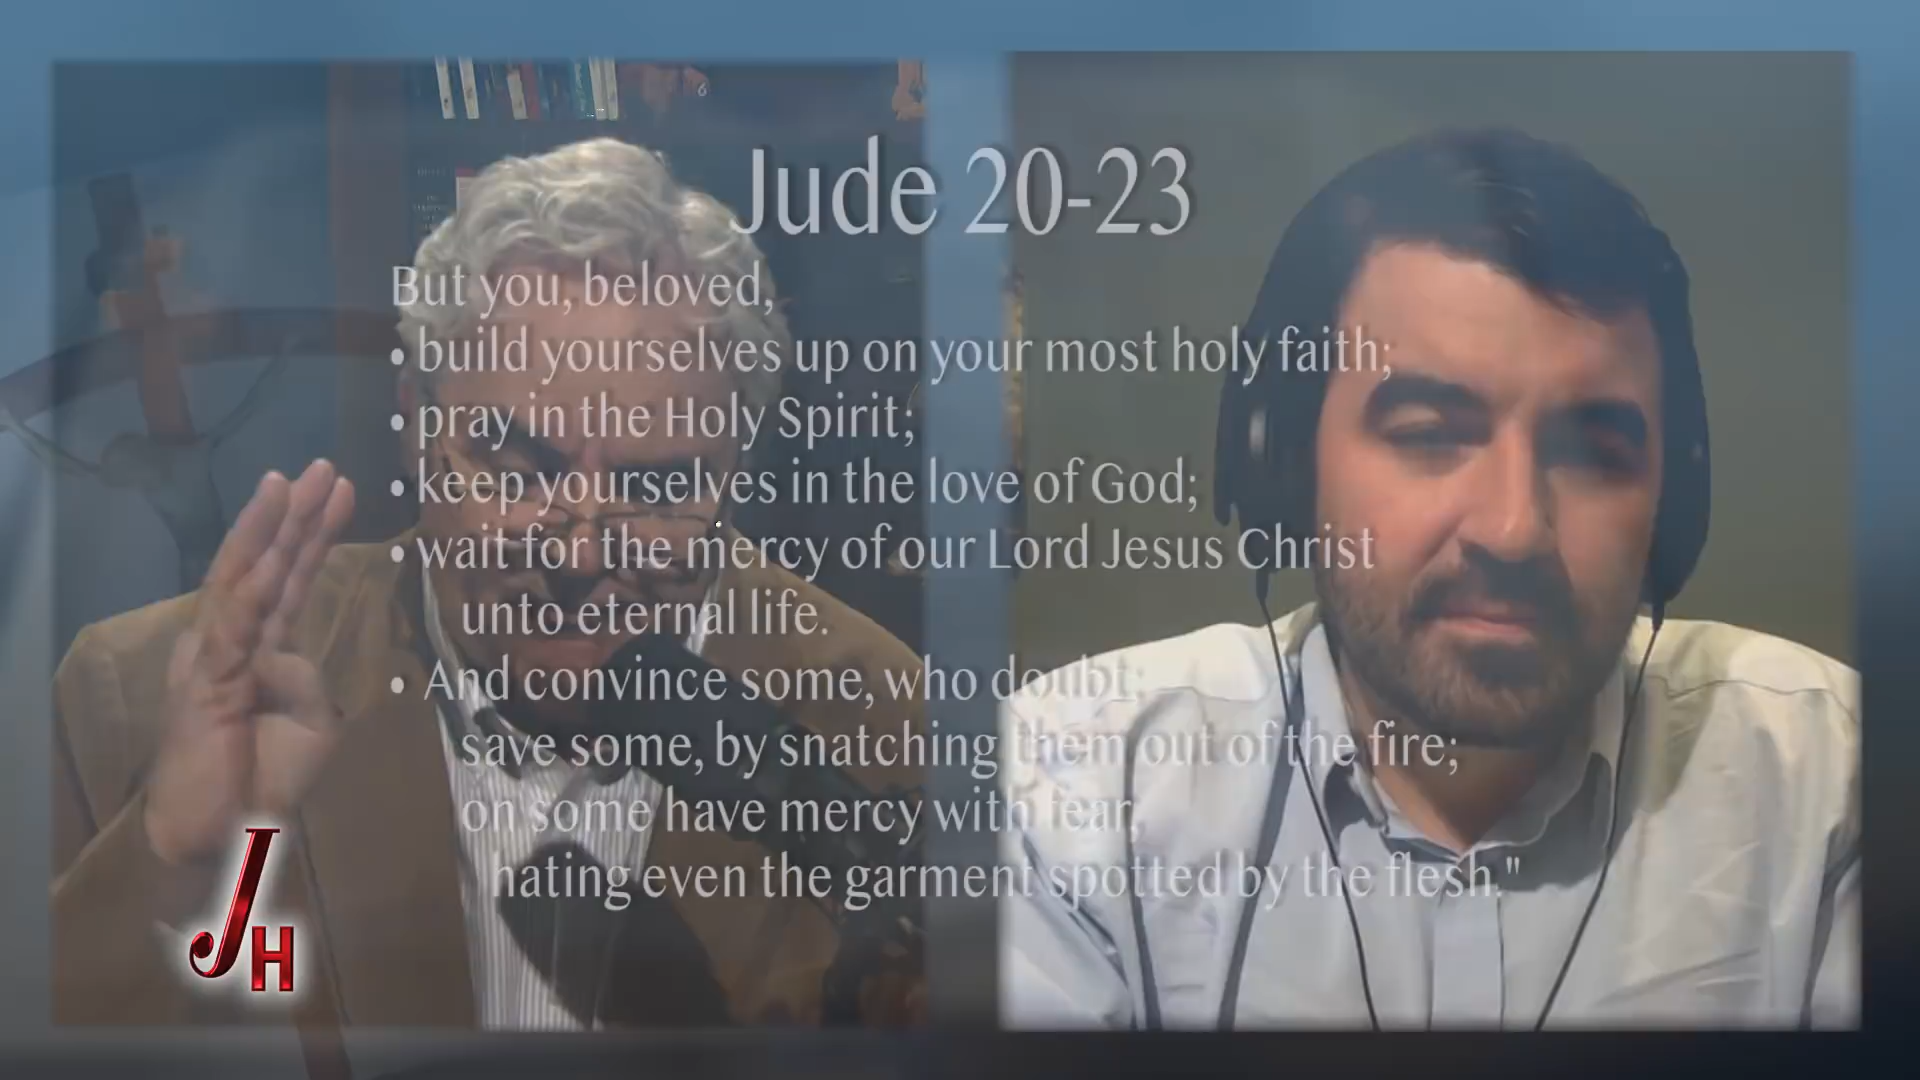 Jude 20-23
But you, beloved,
• build yourselves up on your most holy faith;
• pray in the Holy Spirit;
• keep yourselves in the love of God;
• wait for the mercy of our Lord Jesus Christ
unto eternal life.
• And convince some, who doubt;
save some, by snatching them out of the fire;
on some have mercy with fear,
hating even the garment spotted by the flesh."
JH